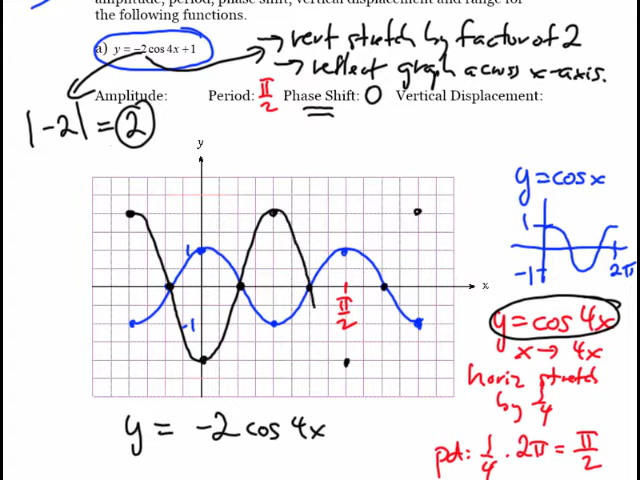 amplitude, period, phase shift, vertical displacement and range for
the following functions.
a) y = -2 cos 4x + 1
→ vert stretch by factor of 2
→ reflect graph across x-axis.
Amplitude: Period: π/2 Phase Shift: 0 Vertical Displacement:
|-2| = 2
y
x
1
-1
π/2
y = cos x
1
-1
2π
y = cos 4x
x → 4x
horiz stretch
by 1/4
pd: 1/4 · 2π = π/2
y = -2 cos 4x